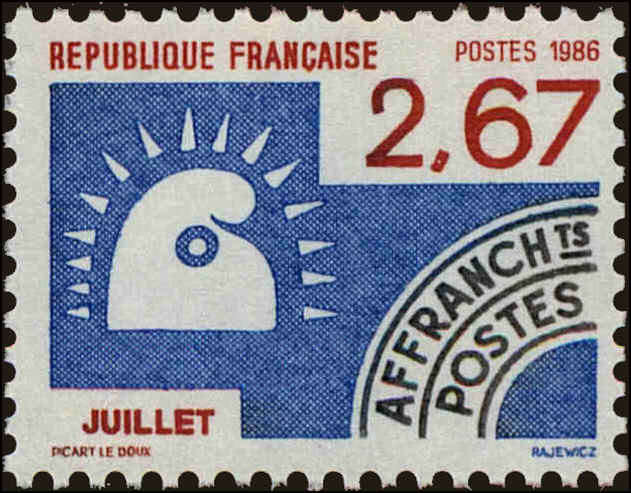 REPUBLIQUE FRANÇAISE
POSTES 1986
2,67
AFFRANCHTS
POSTES
JUILLET
PICART LE DOUX
RAJEWICZ